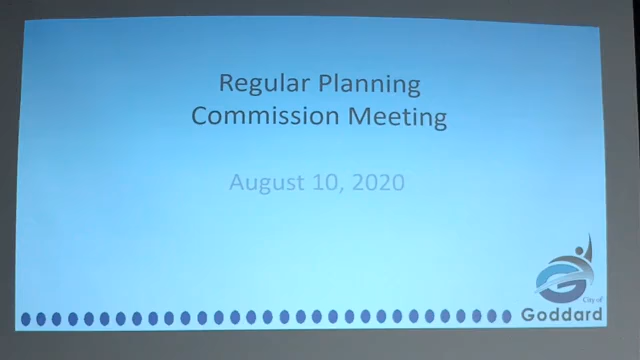 Regular Planning
Commission Meeting
August 10, 2020
City of
Goddard